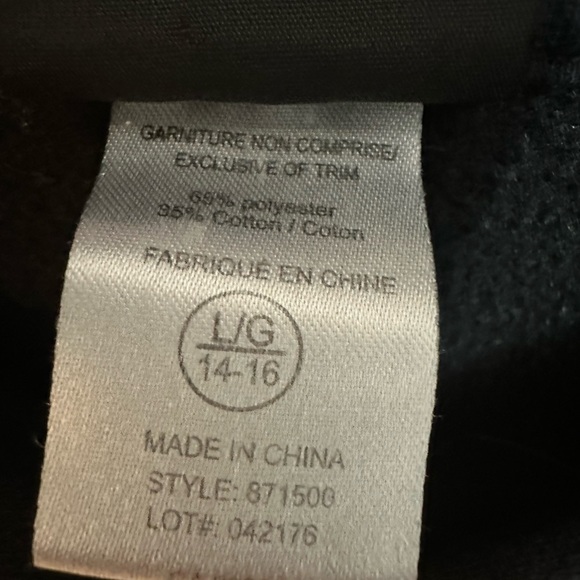 GARNITURE NON COMPRISE/
EXCLUSIVE OF TRIM
65% polyester
35% Cotton / Coton
FABRIQUÉ EN CHINE
L/G
14-16
MADE IN CHINA
STYLE: 871500
LOT#: 042176